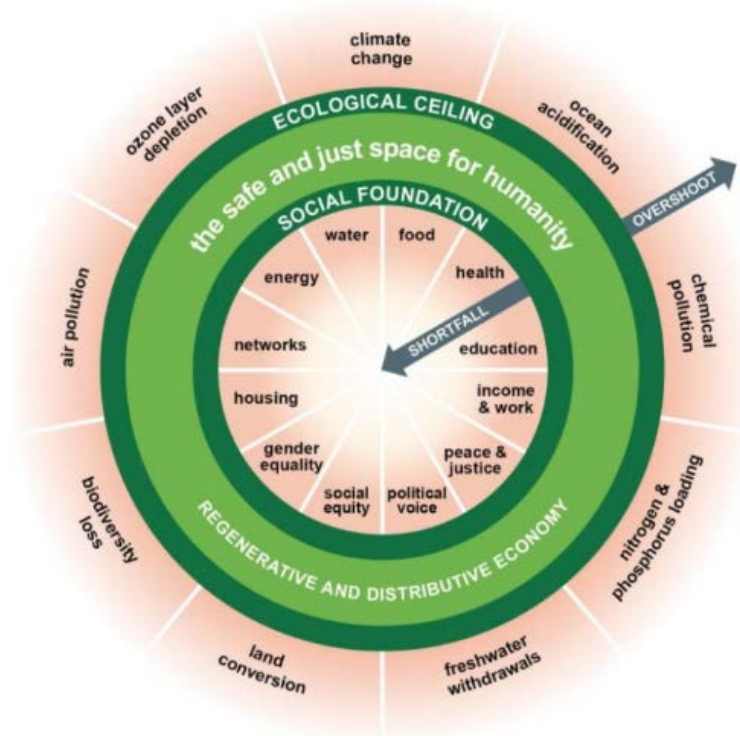 climate
change
ozone layer
depletion
ocean
acidification
ECOLOGICAL CEILING
the safe and just space for humanity
OVERSHOOT
SOCIAL FOUNDATION
water
food
energy
health
air pollution
chemical
pollution
SHORTFALL
networks
education
housing
income
& work
gender
equality
peace &
justice
social
equity
political
voice
biodiversity
loss
nitrogen &
phosphorus loading
REGENERATIVE AND DISTRIBUTIVE ECONOMY
land
conversion
freshwater
withdrawals